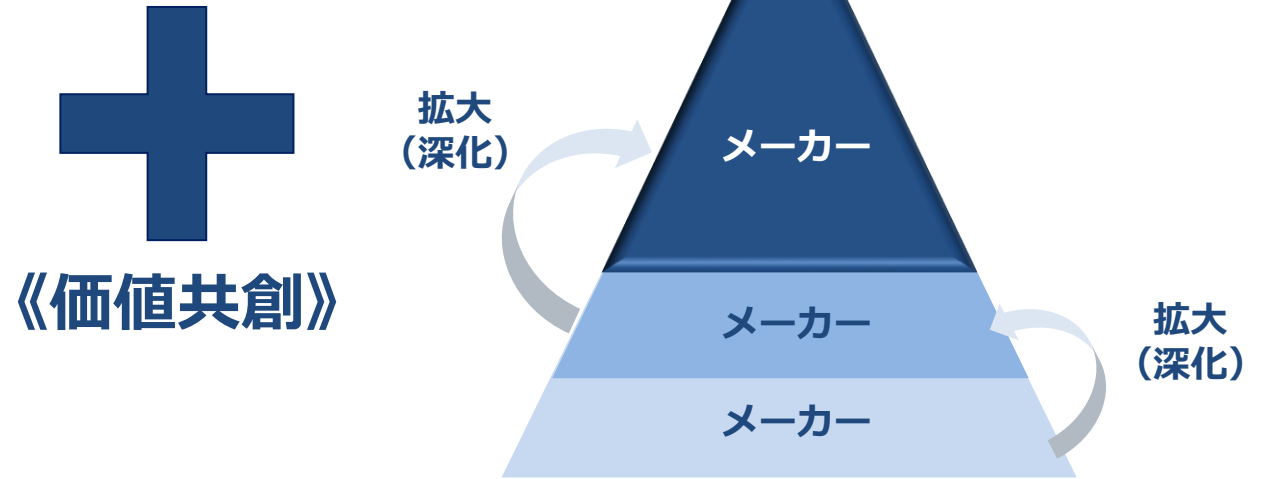 拡大
（深化）
メーカー
《価値共創》
メーカー
拡大
（深化）
メーカー